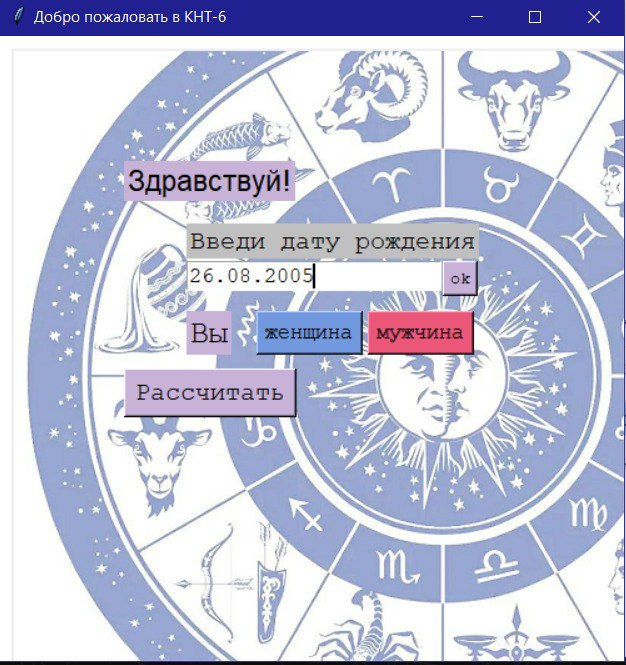 Добро пожаловать в КНТ-6
Здравствуй!
Введи дату рождения
26.08.2005 ok
Вы женщина мужчина
Рассчитать